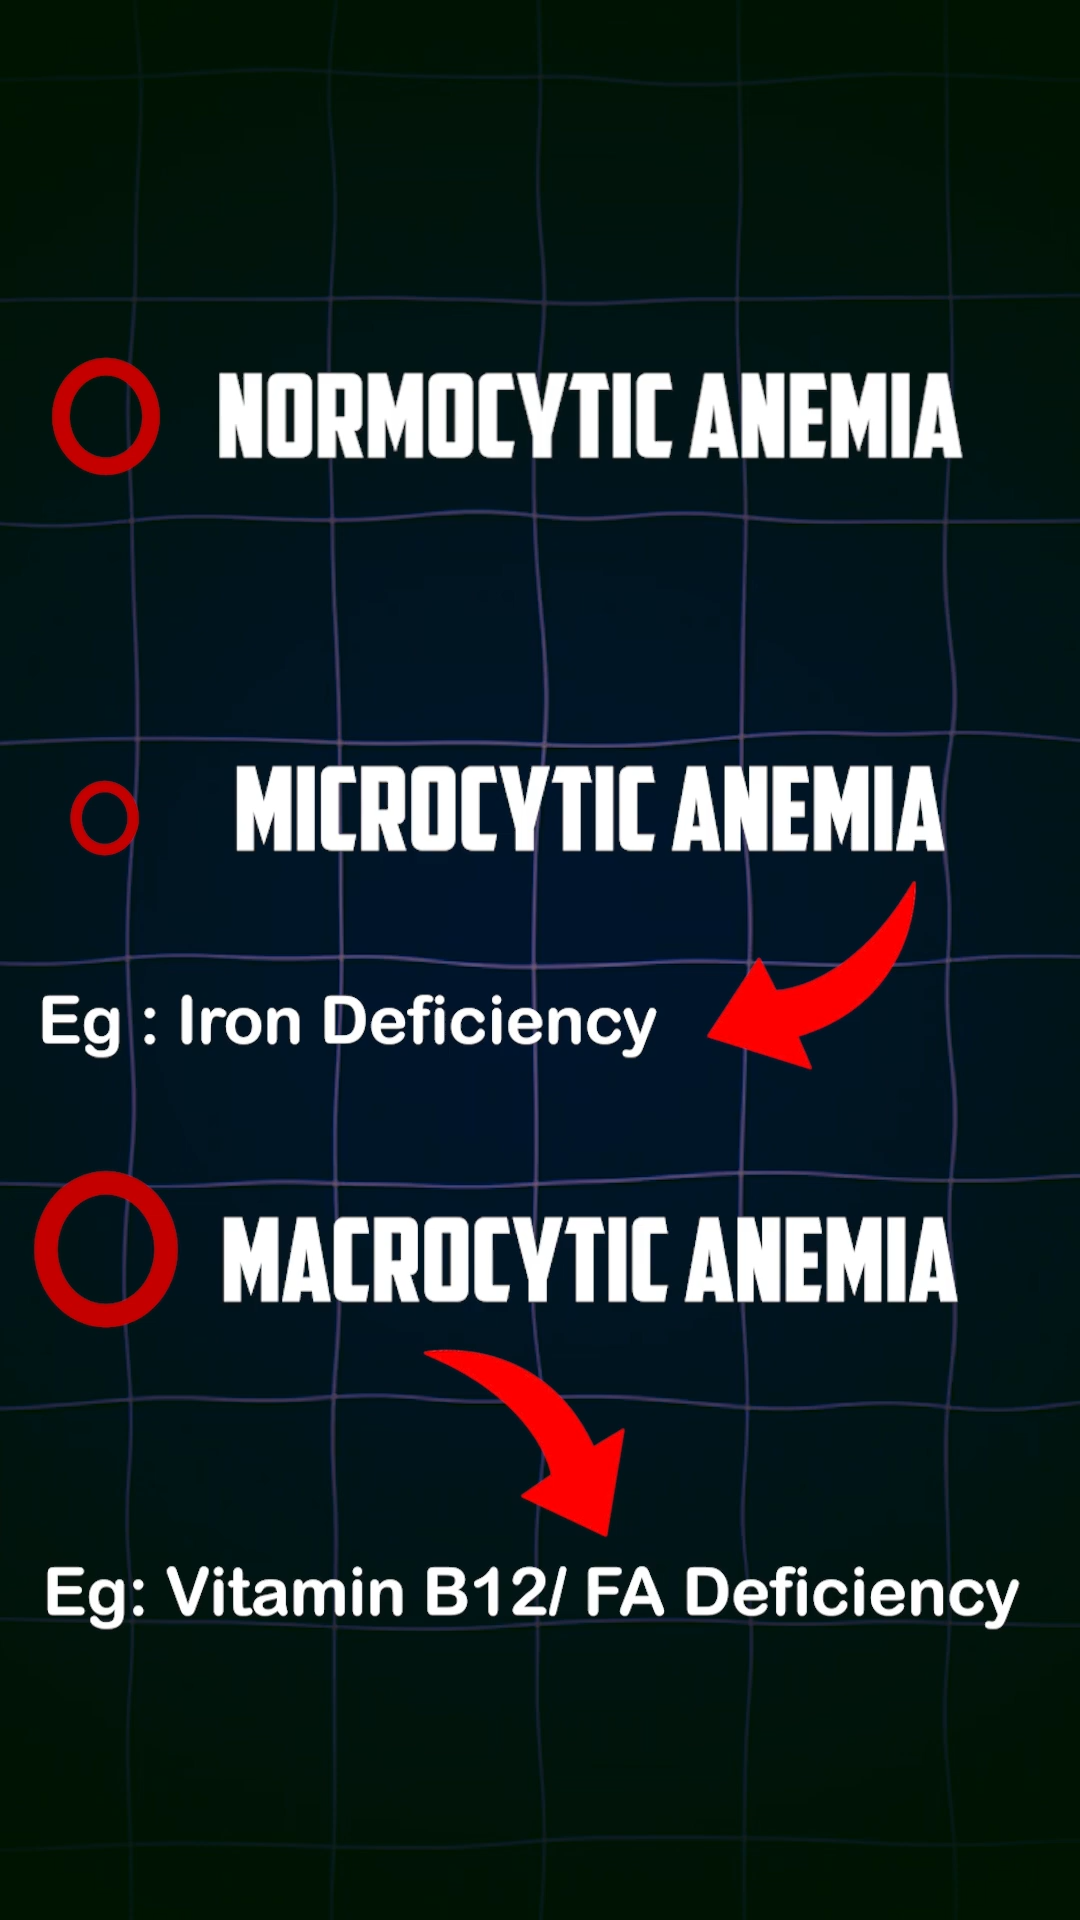 NORMOCYTIC ANEMIA
MICROCYTIC ANEMIA
Eg : Iron Deficiency
MACROCYTIC ANEMIA
Eg: Vitamin B12/ FA Deficiency